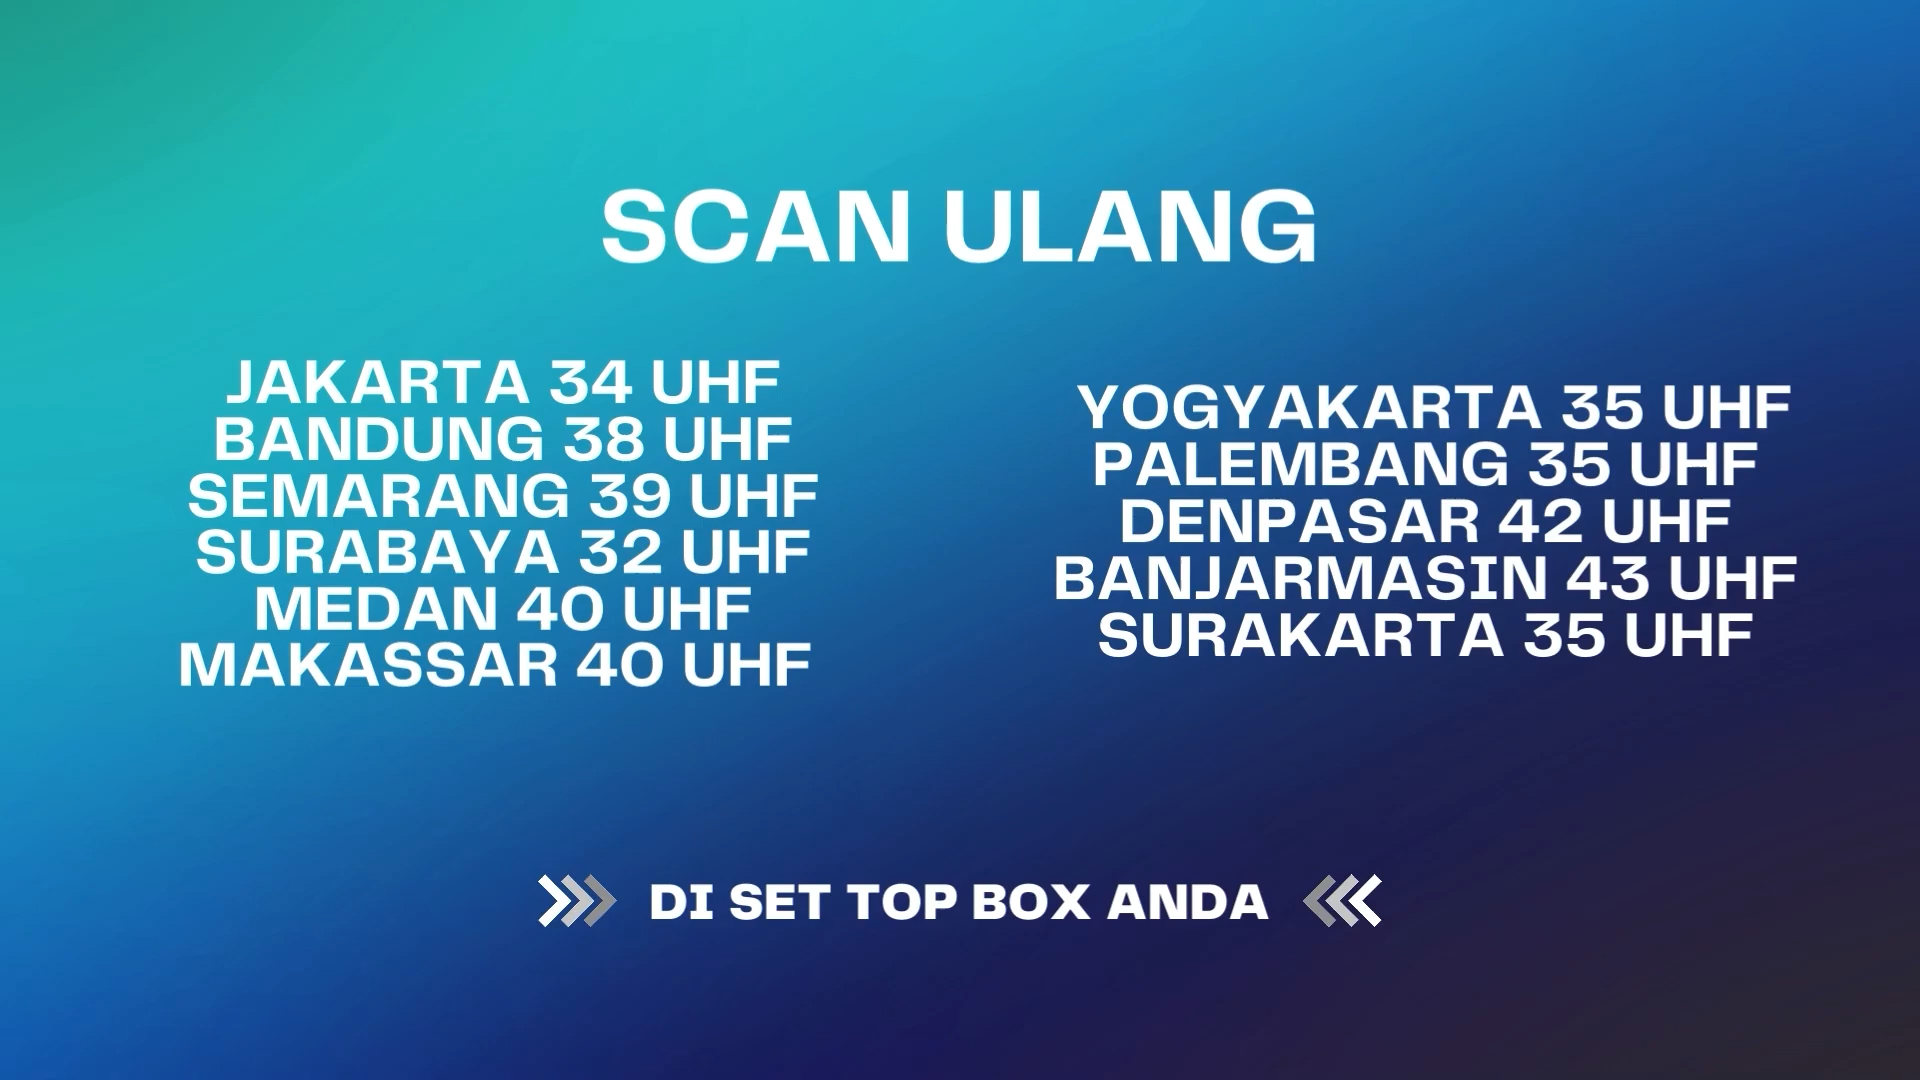 SCAN ULANG
JAKARTA 34 UHF
BANDUNG 38 UHF
SEMARANG 39 UHF
SURABAYA 32 UHF
MEDAN 40 UHF
MAKASSAR 40 UHF
YOGYAKARTA 35 UHF
PALEMBANG 35 UHF
DENPASAR 42 UHF
BANJARMASIN 43 UHF
SURAKARTA 35 UHF
DI SET TOP BOX ANDA